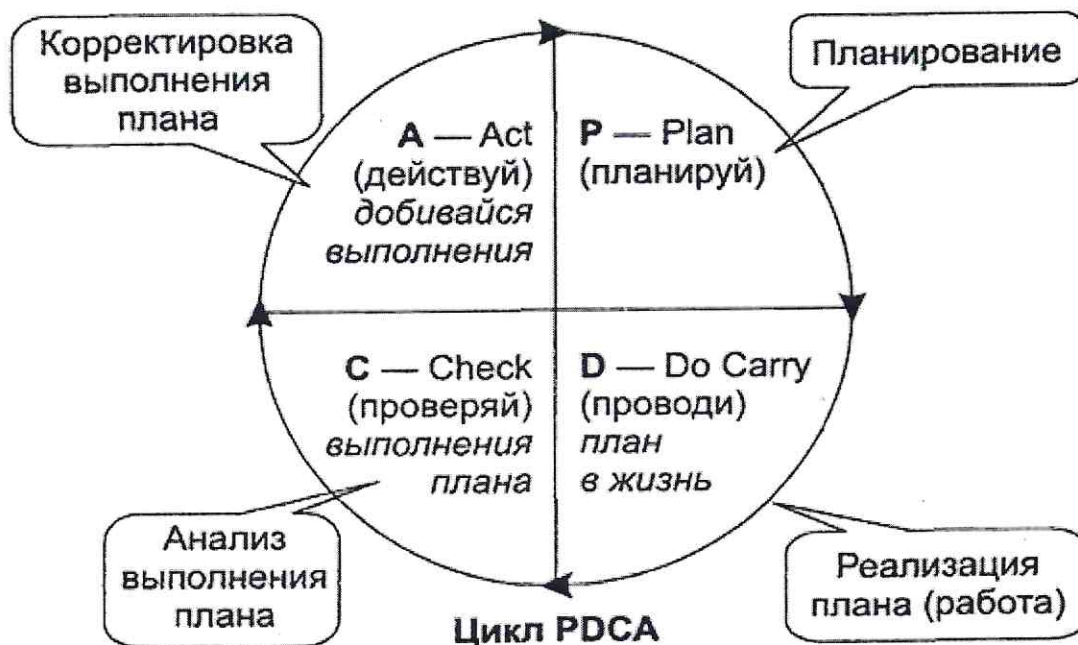 Корректировка
выполнения
плана
Планирование
A — Act
(действуй)
добивайся
выполнения
P — Plan
(планируй)
C — Check
(проверяй)
выполнения
плана
D — Do Carry
(проводи)
план
в жизнь
Анализ
выполнения
плана
Реализация
плана (работа)
Цикл PDCA